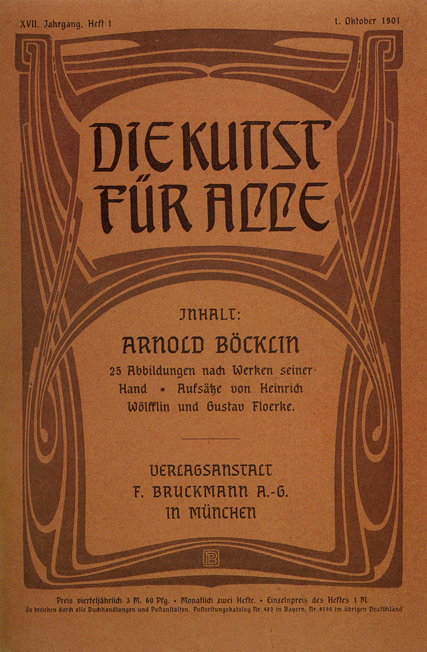 XVII. Jahrgang, Heft 1
1. Oktober 1901
DIE KUNST
FÜR ALLE
INHALT:
ARNOLD BÖCKLIN
25 Abbildungen nach Werken seiner
Hand • Aufsätze von Heinrich
Wölfflin und Gustav Floerke.
VERLAGSANSTALT
F. BRUCKMANN A.-G.
IN MÜNCHEN
Preis vierteljährlich 3 M. 60 Pfg. • Monatlich zwei Hefte. • Einzelpreis des Heftes 1 M.
Zu beziehen durch alle Buchhandlungen und Postanstalten. Postzeitungskatalog Nr. 482 in Bayern, Nr. im übrigen Deutschland